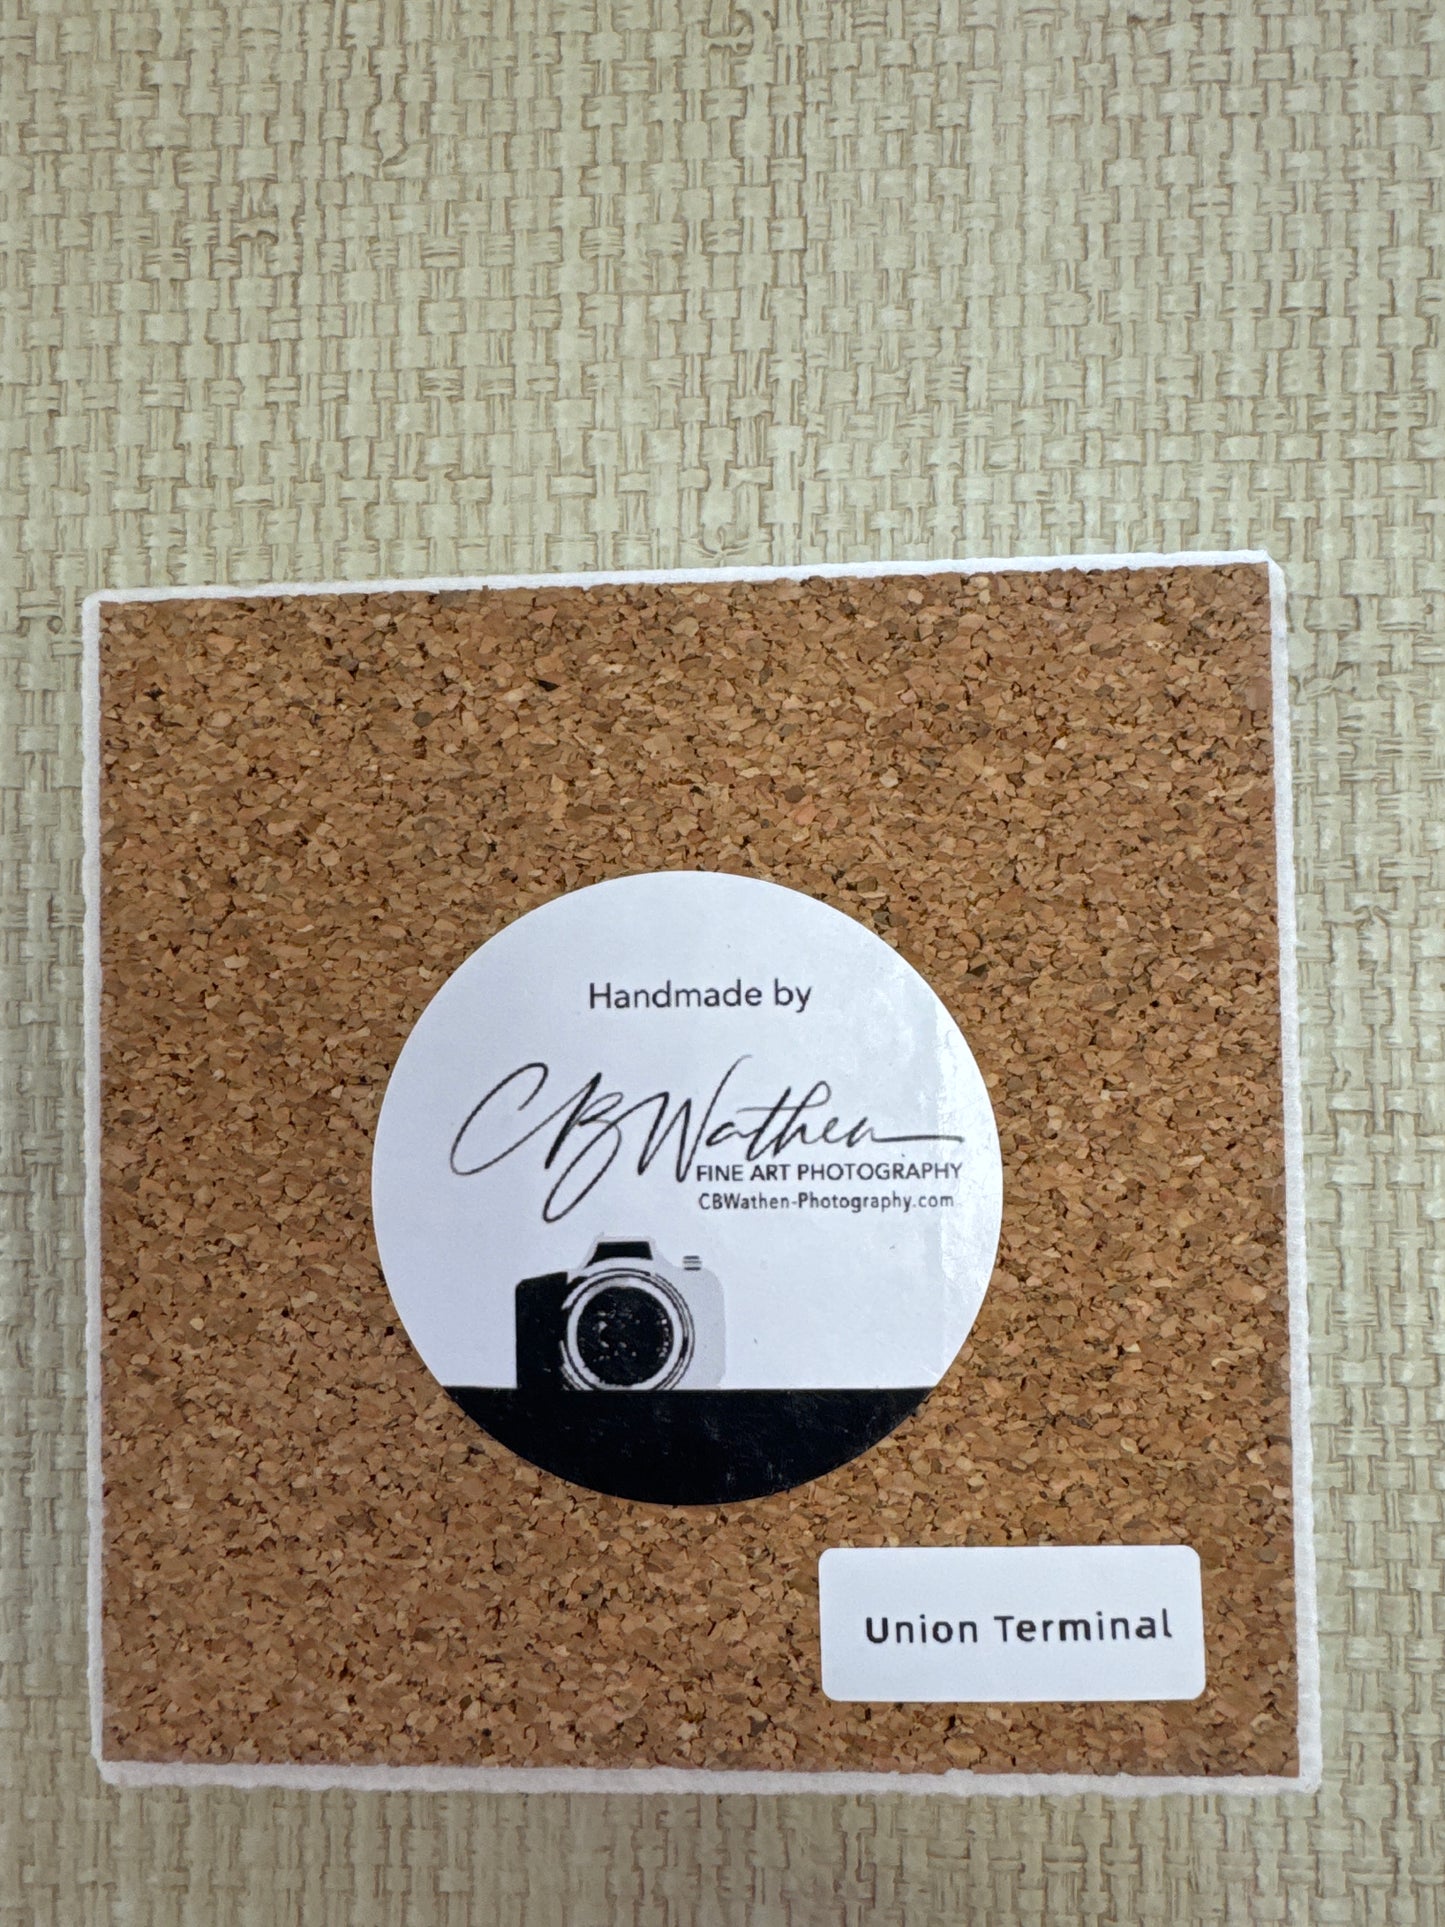 Handmade by
CBWathen
FINE ART PHOTOGRAPHY
CBWathen-Photography.com
Union Terminal